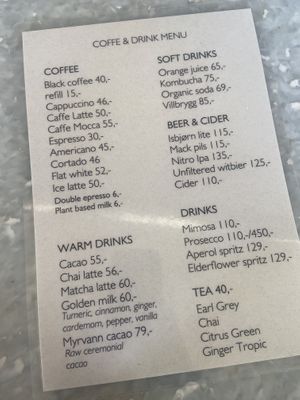 COFFE & DRINK MENU
COFFEE
Black coffee 40,-
refill 15,-
Cappuccino 46,-
Caffe Latte 50,-
Caffe Mocca 55,-
Espresso 30,-
Americano 45,-
Cortado 46
Flat white 52,-
Ice latte 50,-
Double epresso 6,-
Plant based milk 6,-
WARM DRINKS
Cacao 55,-
Chai latte 56,-
Matcha latte 60,-
Golden milk 60,-
Tumeric, cinnamon, ginger,
cardemom, pepper, vanilla
Myrvann cacao 79,-
Raw ceremonial
cacao
SOFT DRINKS
Orange juice 65,-
Kombucha 75,-
Organic soda 69,-
Villbrygg 85,-
BEER & CIDER
Isbjørn lite 115,-
Mack pils 115,-
Nitro Ipa 135,-
Unfiltered witbier 125,-
Cider 110,-
DRINKS
Mimosa 110,-
Prosecco 110,-/450,-
Aperol spritz 129,-
Elderflower spritz 129,-
TEA 40,-
Earl Grey
Chai
Citrus Green
Ginger Tropic